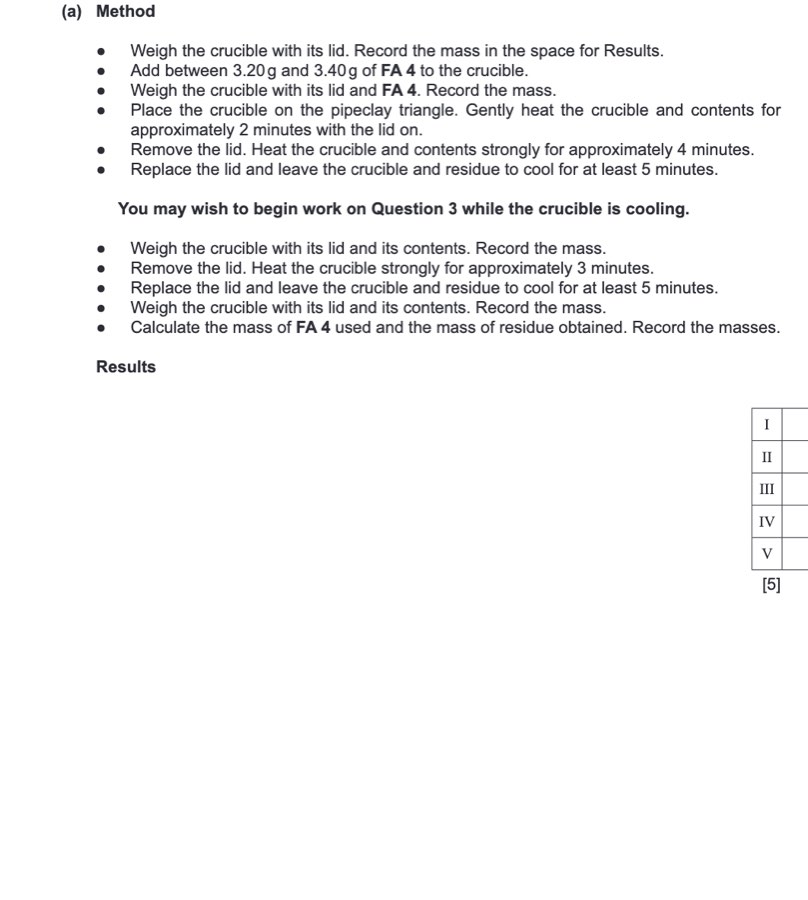 (a) Method
• Weigh the crucible with its lid. Record the mass in the space for Results.
• Add between 3.20 g and 3.40 g of FA 4 to the crucible.
• Weigh the crucible with its lid and FA 4. Record the mass.
• Place the crucible on the pipeclay triangle. Gently heat the crucible and contents for
approximately 2 minutes with the lid on.
• Remove the lid. Heat the crucible and contents strongly for approximately 4 minutes.
• Replace the lid and leave the crucible and residue to cool for at least 5 minutes.
You may wish to begin work on Question 3 while the crucible is cooling.
• Weigh the crucible with its lid and its contents. Record the mass.
• Remove the lid. Heat the crucible strongly for approximately 3 minutes.
• Replace the lid and leave the crucible and residue to cool for at least 5 minutes.
• Weigh the crucible with its lid and its contents. Record the mass.
• Calculate the mass of FA 4 used and the mass of residue obtained. Record the masses.
Results
I
II
III
IV
V
[5]